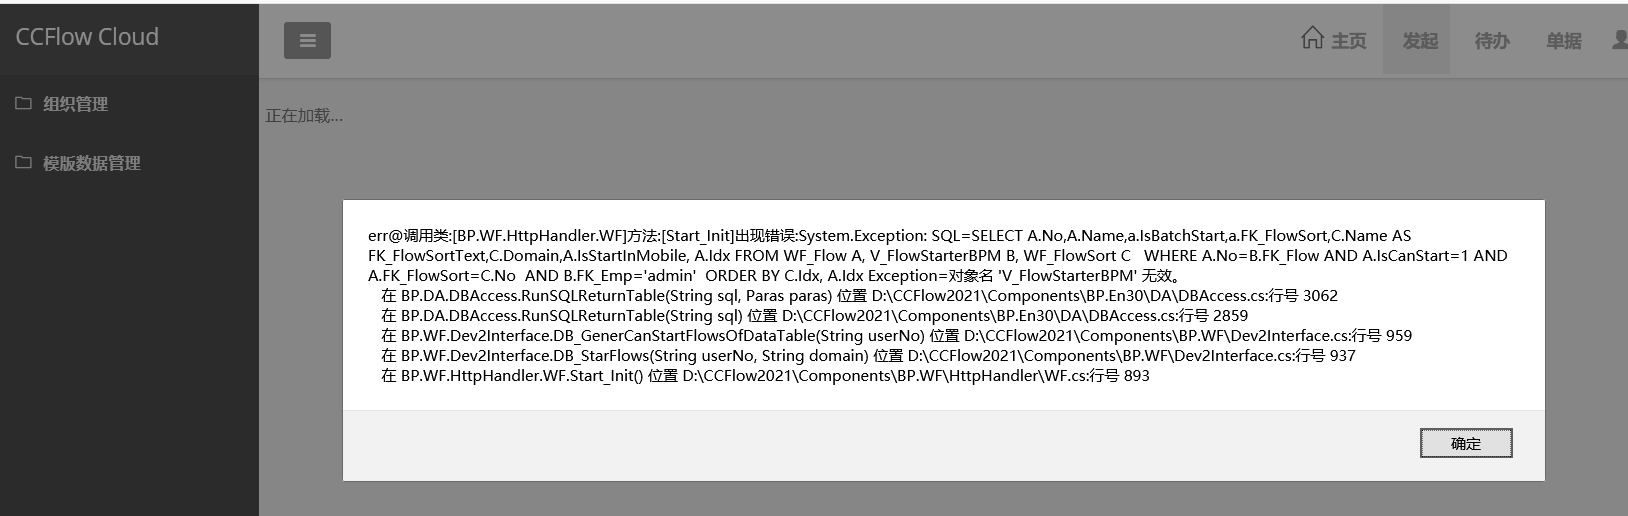 CCFlow Cloud
主页 发起 待办 单据
组织管理
模版数据管理
正在加载...
err@调用类:[BP.WF.HttpHandler.WF]方法:[Start_Init]出现错误:System.Exception: SQL=SELECT A.No,A.Name,a.IsBatchStart,a.FK_FlowSort,C.Name AS
FK_FlowSortText,C.Domain,A.IsStartInMobile, A.Idx FROM WF_Flow A, V_FlowStarterBPM B, WF_FlowSort C   WHERE A.No=B.FK_Flow AND A.IsCanStart=1 AND
A.FK_FlowSort=C.No  AND B.FK_Emp='admin'  ORDER BY C.Idx, A.Idx Exception=对象名 'V_FlowStarterBPM' 无效。
在 BP.DA.DBAccess.RunSQLReturnTable(String sql, Paras paras) 位置 D:\CCFlow2021\Components\BP.En30\DA\DBAccess.cs:行号 3062
在 BP.DA.DBAccess.RunSQLReturnTable(String sql) 位置 D:\CCFlow2021\Components\BP.En30\DA\DBAccess.cs:行号 2859
在 BP.WF.Dev2Interface.DB_GenerCanStartFlowsOfDataTable(String userNo) 位置 D:\CCFlow2021\Components\BP.WF\Dev2Interface.cs:行号 959
在 BP.WF.Dev2Interface.DB_StarFlows(String userNo, String domain) 位置 D:\CCFlow2021\Components\BP.WF\Dev2Interface.cs:行号 937
在 BP.WF.HttpHandler.WF.Start_Init() 位置 D:\CCFlow2021\Components\BP.WF\HttpHandler\WF.cs:行号 893
确定